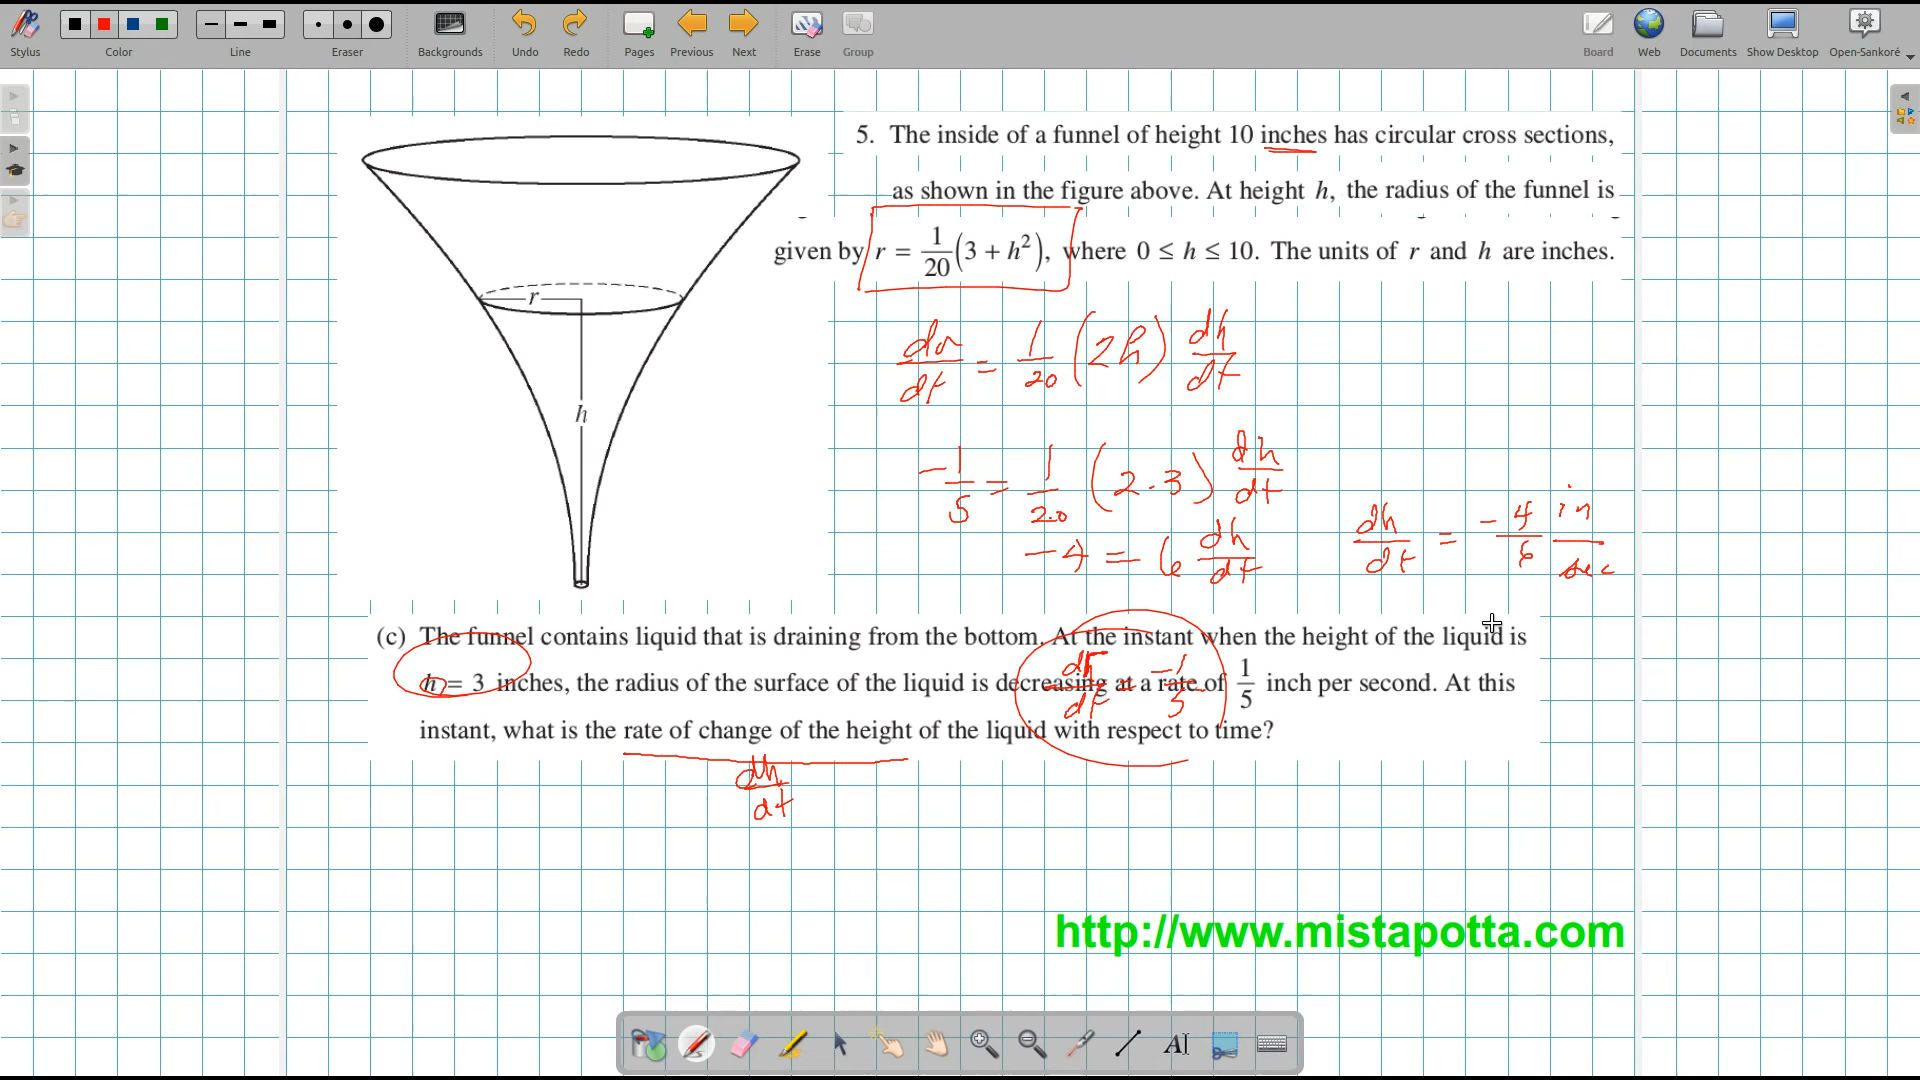 Stylus Color Line Eraser Backgrounds Undo Redo Pages Previous Next Erase Group Board Web Documents Show Desktop Open-Sankoré
5. The inside of a funnel of height 10 inches has circular cross sections,
as shown in the figure above. At height h, the radius of the funnel is
given by r = 1/20 (3 + h²), where 0 ≤ h ≤ 10. The units of r and h are inches.
r
h
dr/dt = 1/20 (2h) dh/dt
-1/5 = 1/20 (2·3) dh/dt
-4 = 6 dh/dt
dh/dt = -4/6 in/sec
(c) The funnel contains liquid that is draining from the bottom. At the instant when the height of the liquid is
h = 3 inches, the radius of the surface of the liquid is decreasing at a rate of 1/5 inch per second. At this
dr/dt = -1/5
instant, what is the rate of change of the height of the liquid with respect to time?
dh/dt
http://www.mistapotta.com
AI